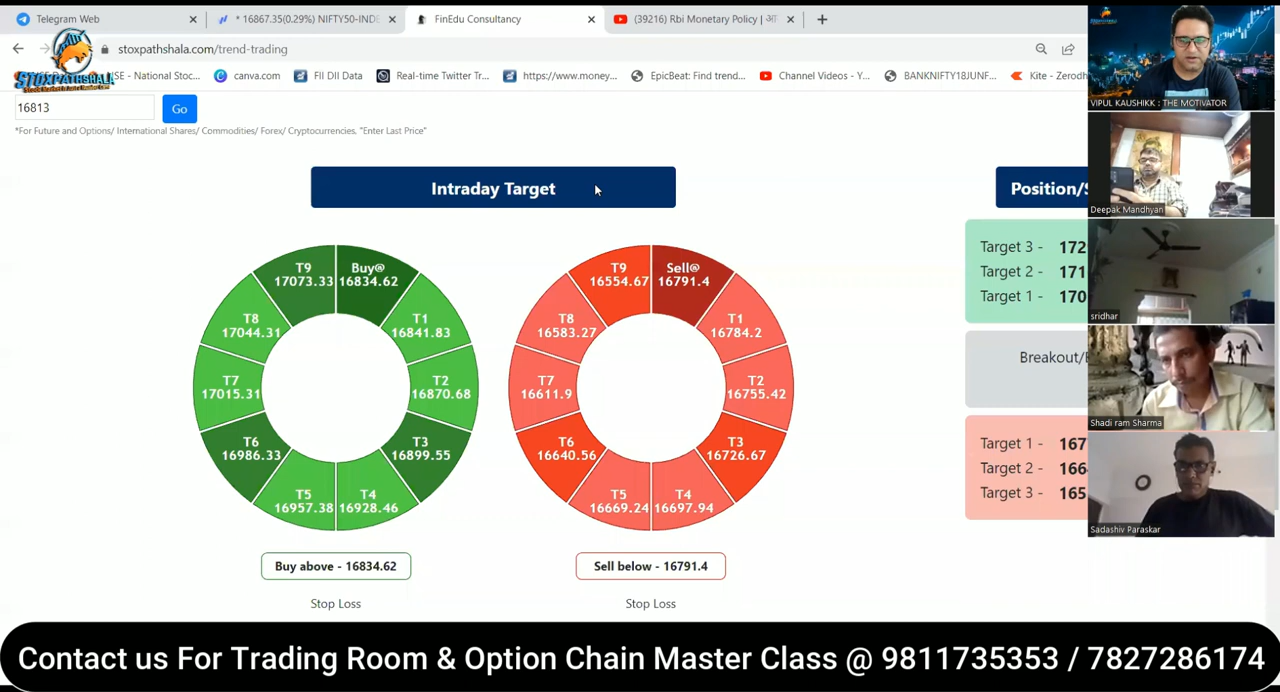 Telegram Web
* 16867.35(0.29%) NIFTY50-INDE
FinEdu Consultancy
(39216) Rbi Monetary Policy | आ
stoxpathshala.com/trend-trading
STOXPATHSHALA
SE - National Stoc...
canva.com
FII DII Data
Real-time Twitter Tr...
https://www.money...
EpicBeat: Find trend...
Channel Videos - Y...
BANKNIFTY18JUNF...
Kite - Zerodh
16813
Go
*For Future and Options/ International Shares/ Commodities/ Forex/ Cryptocurrencies, "Enter Last Price"
Intraday Target
Position/S
T9
17073.33
Buy@
16834.62
T1
16841.83
T2
16870.68
T3
16899.55
T4
16928.46
T5
16957.38
T6
16986.33
T7
17015.31
T8
17044.31
T9
16554.67
Sell@
16791.4
T1
16784.2
T2
16755.42
T3
16726.67
T4
16697.94
T5
16669.24
T6
16640.56
T7
16611.9
T8
16583.27
Buy above - 16834.62
Sell below - 16791.4
Stop Loss
Stop Loss
Target 3 - 172
Target 2 - 171
Target 1 - 170
Breakout/
Target 1 - 167
Target 2 - 166
Target 3 - 165
VIPUL KAUSHIKK : THE MOTIVATOR
Deepak Mandhyan
sridhar
Shadi ram Sharma
Sadashiv Paraskar
Contact us For Trading Room & Option Chain Master Class @ 9811735353 / 7827286174